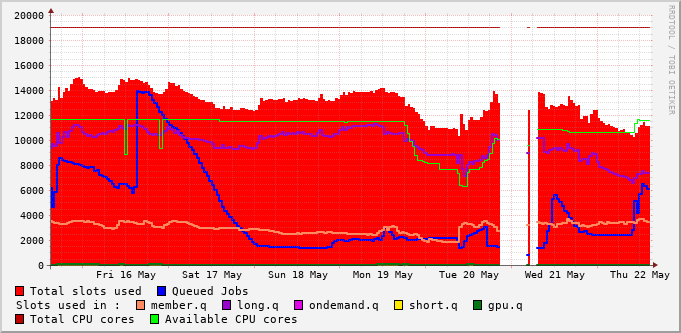 20000
18000
16000
14000
12000
10000
8000
6000
4000
2000
0
Fri 16 May Sat 17 May Sun 18 May Mon 19 May Tue 20 May Wed 21 May Thu 22 May
Total slots used Queued Jobs
Slots used in : member.q long.q ondemand.q short.q gpu.q
Total CPU cores Available CPU cores
RRDTOOL / TOBI OETIKER